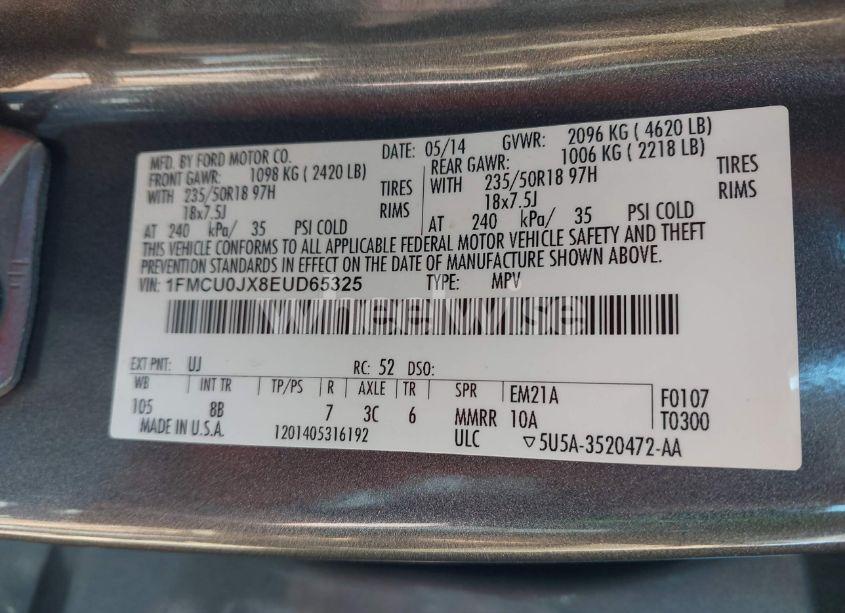 MFD. BY FORD MOTOR CO. DATE: 05/14 GVWR: 2096 KG ( 4620 LB)
FRONT GAWR: 1098 KG ( 2420 LB) REAR GAWR: 1006 KG ( 2218 LB)
WITH 235/50R18 97H TIRES WITH 235/50R18 97H TIRES
18x7.5J RIMS 18x7.5J RIMS
AT 240 kPa/ 35 PSI COLD AT 240 kPa/ 35 PSI COLD
THIS VEHICLE CONFORMS TO ALL APPLICABLE FEDERAL MOTOR VEHICLE SAFETY AND THEFT
PREVENTION STANDARDS IN EFFECT ON THE DATE OF MANUFACTURE SHOWN ABOVE.
VIN: 1FMCU0JX8EUD65325 TYPE: MPV
wheelwise
EXT PNT: UJ RC: 52 DSO:
WB INT TR TP/PS R AXLE TR SPR EM21A F0107
105 8B 7 3C 6 MMRR 10A T0300
MADE IN U.S.A. 1201405316192 ULC ▽5U5A-3520472-AA